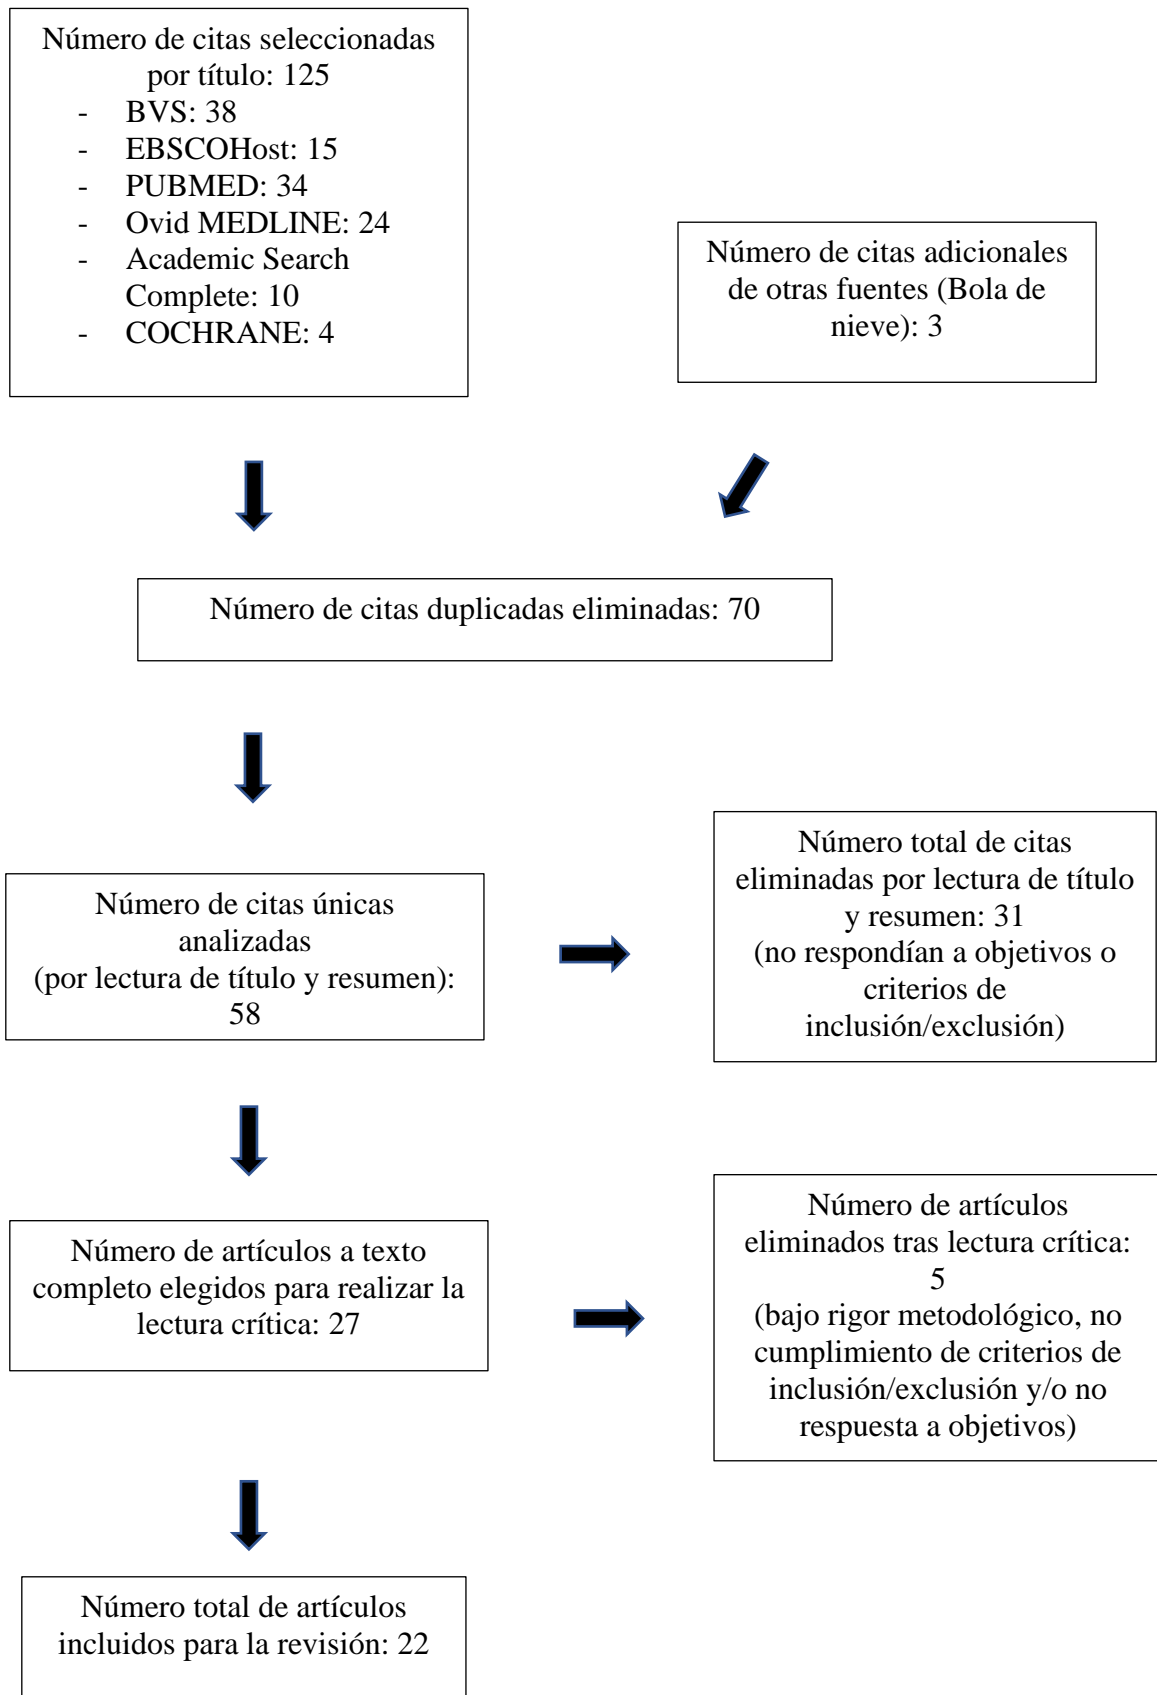 Número de citas seleccionadas
por título: 125
- BVS: 38
- EBSCOHost: 15
- PUBMED: 34
- Ovid MEDLINE: 24
- Academic Search
Complete: 10
- COCHRANE: 4
Número de citas adicionales
de otras fuentes (Bola de
nieve): 3
Número de citas duplicadas eliminadas: 70
Número de citas únicas
analizadas
(por lectura de título y resumen):
58
Número total de citas
eliminadas por lectura de título
y resumen: 31
(no respondían a objetivos o
criterios de
inclusión/exclusión)
Número de artículos a texto
completo elegidos para realizar la
lectura crítica: 27
Número de artículos
eliminados tras lectura crítica:
5
(bajo rigor metodológico, no
cumplimiento de criterios de
inclusión/exclusión y/o no
respuesta a objetivos)
Número total de artículos
incluidos para la revisión: 22